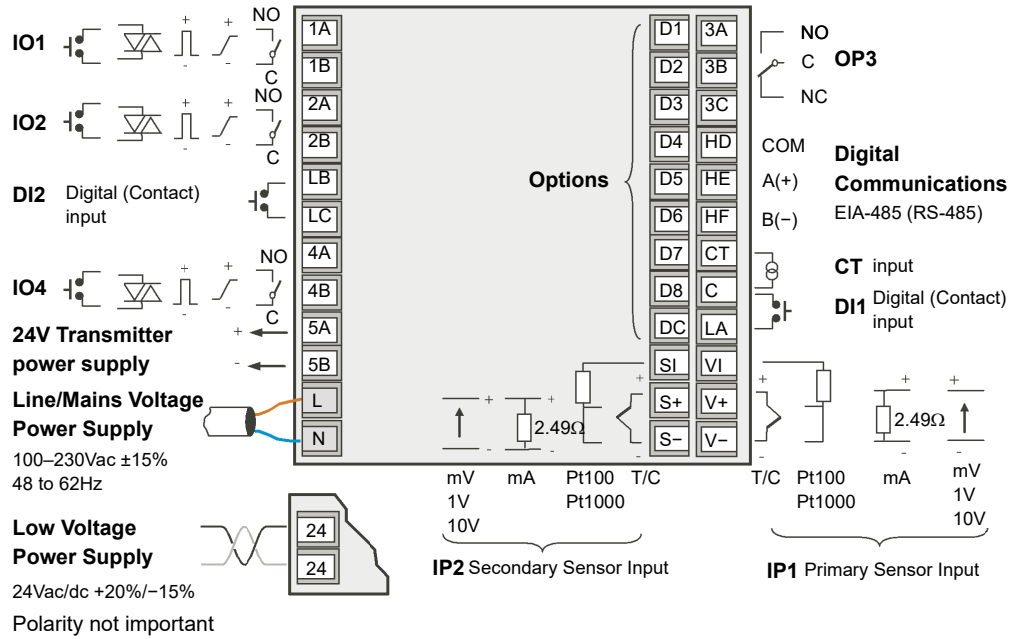 IO1
+
+
NO
-
-
C
1A
1B
IO2
+
+
NO
-
-
C
2A
2B
DI2 Digital (Contact)
input
LB
LC
4A
IO4
+
+
NO
-
-
C
4B
24V Transmitter
power supply
+
-
5A
5B
Line/Mains Voltage
Power Supply
100–230Vac ±15%
48 to 62Hz
L
N
Low Voltage
Power Supply
24Vac/dc +20%/−15%
Polarity not important
24
24
Options
D1
D2
D3
D4
D5
D6
D7
D8
DC
SI
S+
S−
3A
3B
3C
HD
HE
HF
CT
C
LA
VI
V+
V−
NO
C
NC
OP3
COM
A(+)
B(−)
Digital
Communications
EIA-485 (RS-485)
CT input
DI1 Digital (Contact)
input
+
+
+
2.49Ω
-
-
-
mV
1V
10V
mA
Pt100
Pt1000
T/C
IP2 Secondary Sensor Input
+
+
+
2.49Ω
-
-
-
T/C
Pt100
Pt1000
mA
mV
1V
10V
IP1 Primary Sensor Input